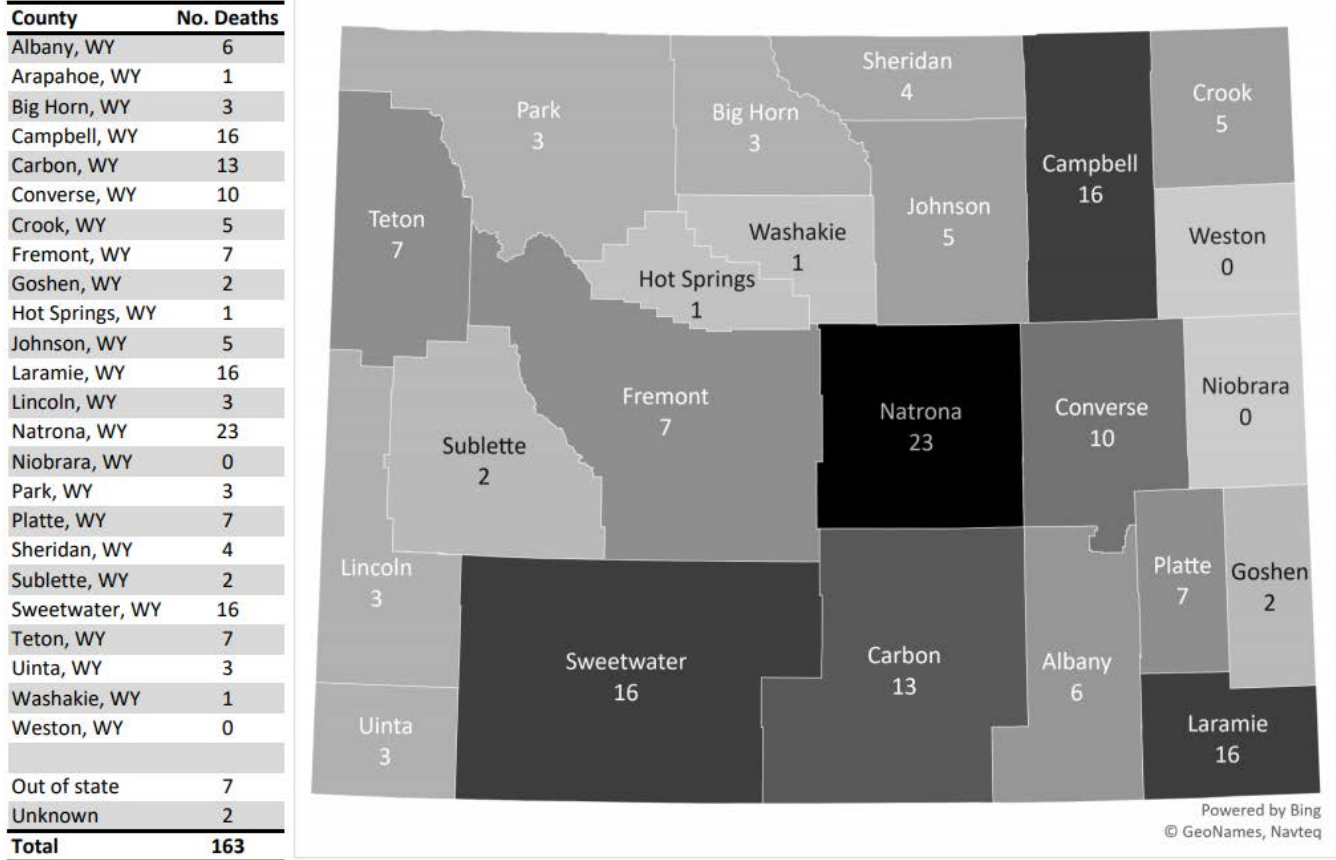 County No. Deaths
Albany, WY 6
Arapahoe, WY 1
Big Horn, WY 3
Campbell, WY 16
Carbon, WY 13
Converse, WY 10
Crook, WY 5
Fremont, WY 7
Goshen, WY 2
Hot Springs, WY 1
Johnson, WY 5
Laramie, WY 16
Lincoln, WY 3
Natrona, WY 23
Niobrara, WY 0
Park, WY 3
Platte, WY 7
Sheridan, WY 4
Sublette, WY 2
Sweetwater, WY 16
Teton, WY 7
Uinta, WY 3
Washakie, WY 1
Weston, WY 0
Out of state 7
Unknown 2
Total 163
Sheridan
4
Park
3
Big Horn
3
Crook
5
Campbell
16
Teton
7
Johnson
5
Washakie
1
Weston
0
Hot Springs
1
Fremont
7
Natrona
23
Converse
10
Niobrara
0
Sublette
2
Lincoln
3
Platte
7
Goshen
2
Sweetwater
16
Carbon
13
Albany
6
Uinta
3
Laramie
16
Powered by Bing
© GeoNames, Navteq